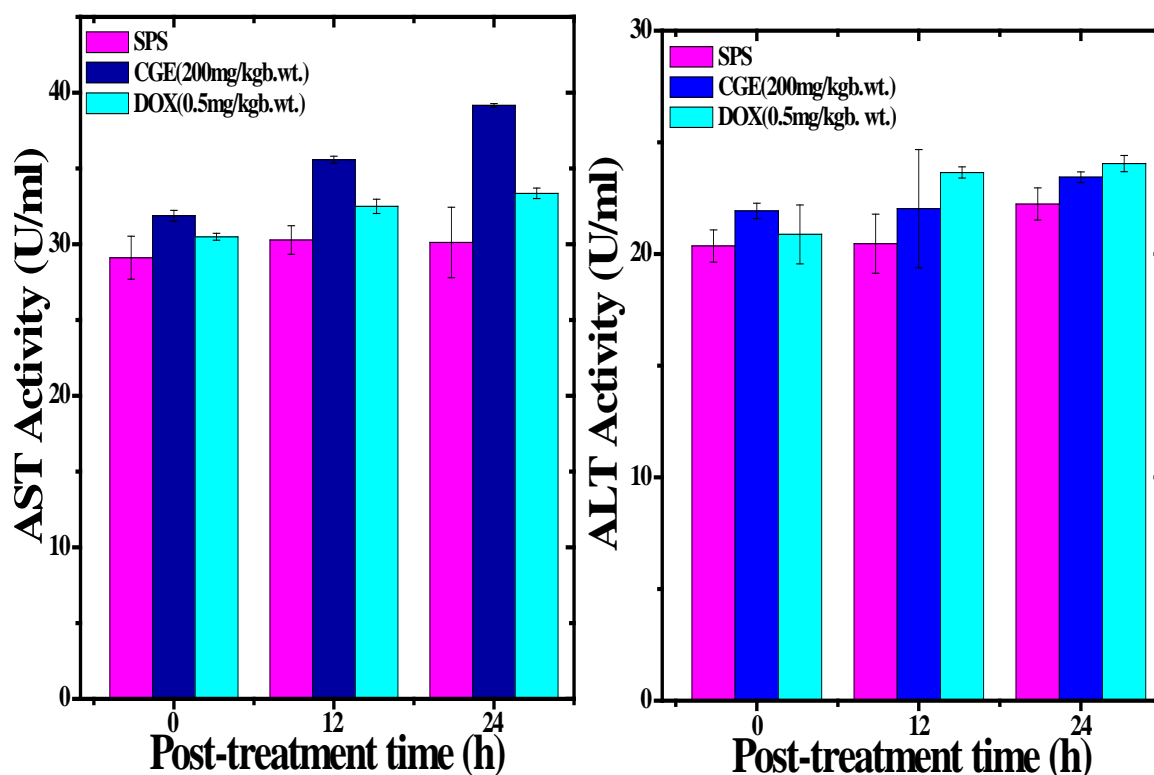 SPS
CGE(200mg/kgb.wt.)
DOX(0.5mg/kgb.wt.)
AST Activity (U/ml)
40
30
20
10
0
0 12 24
Post-treatment time (h)
SPS
CGE(200mg/kgb.wt.)
DOX(0.5mg/kgb. wt.)
ALT Activity (U/ml)
30
20
10
0
0 12 24
Post-treatment time (h)